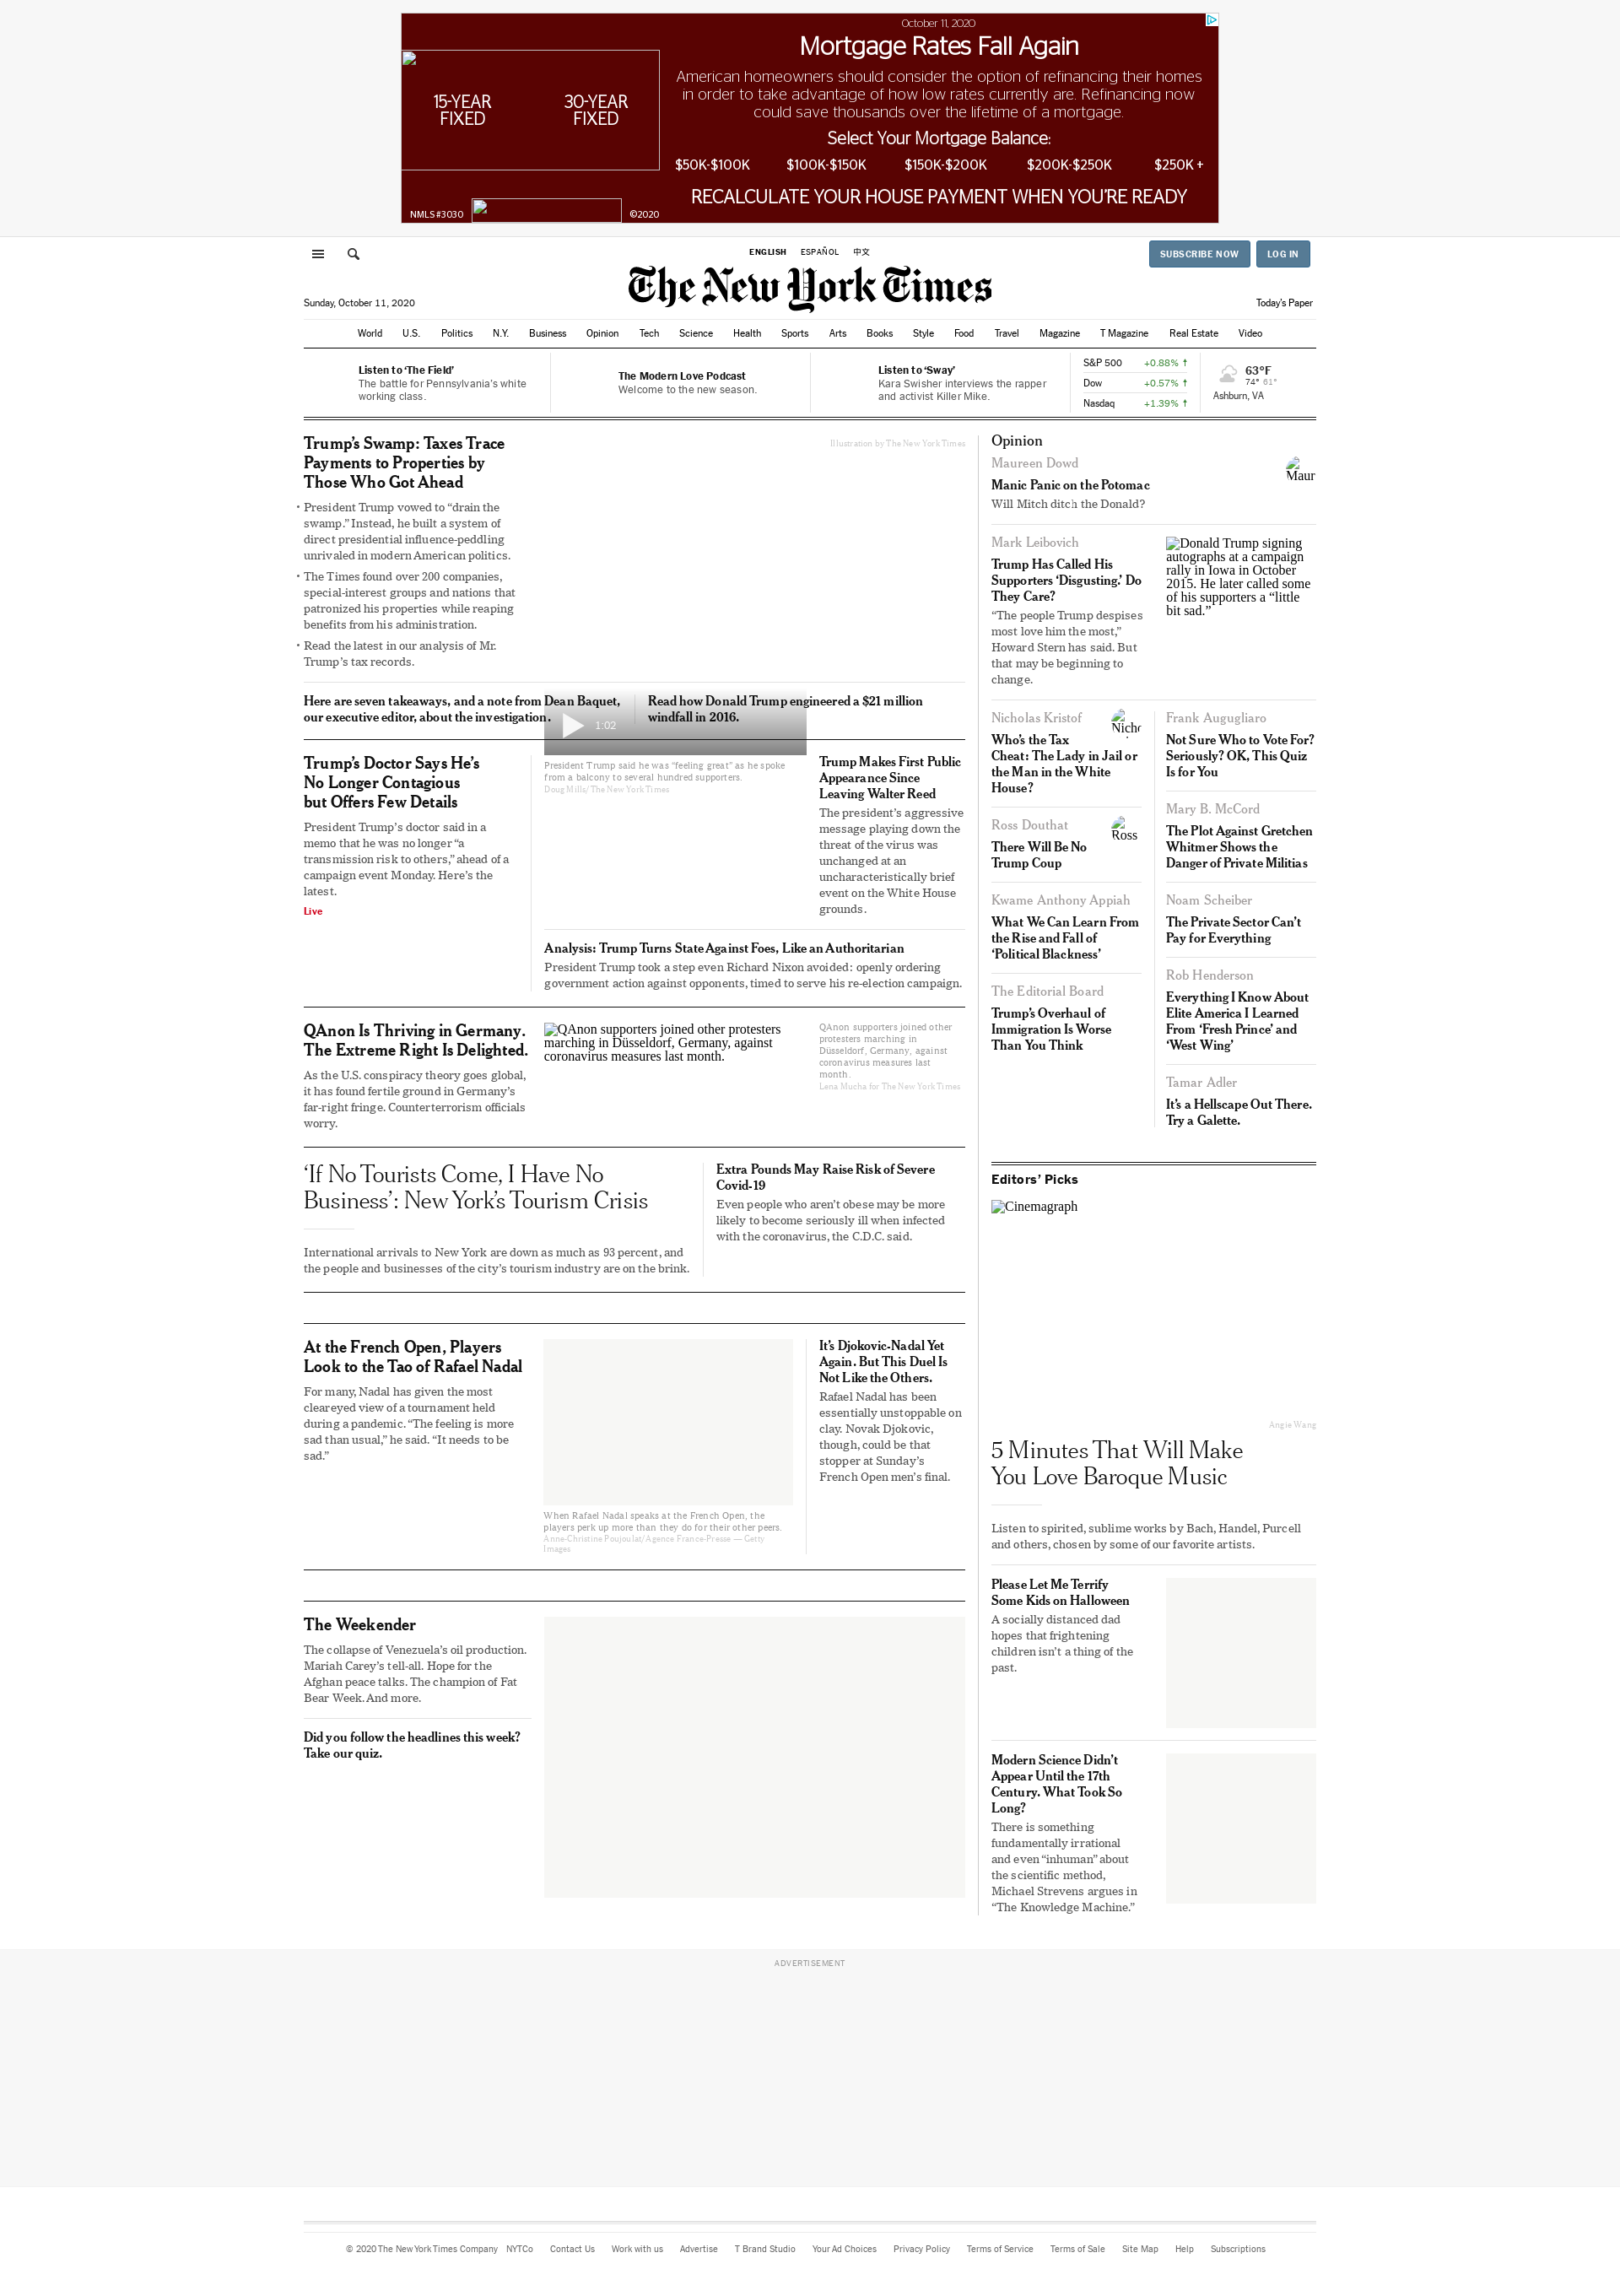 October 11, 2020
Mortgage Rates Fall Again
American homeowners should consider the option of refinancing their homes
in order to take advantage of how low rates currently are. Refinancing now
could save thousands over the lifetime of a mortgage.
15-YEAR
FIXED
30-YEAR
FIXED
Select Your Mortgage Balance:
$50K-$100K $100K-$150K $150K-$200K $200K-$250K $250K +
RECALCULATE YOUR HOUSE PAYMENT WHEN YOU'RE READY
NMLS#3030 ©2020
ENGLISH ESPAÑOL 中文
SUBSCRIBE NOW LOG IN
The New York Times
Sunday, October 11, 2020
Today's Paper
World U.S. Politics N.Y. Business Opinion Tech Science Health Sports Arts Books Style Food Travel Magazine T Magazine Real Estate Video
Listen to ‘The Field’
The battle for Pennsylvania's white
working class.
The Modern Love Podcast
Welcome to the new season.
Listen to ‘Sway’
Kara Swisher interviews the rapper
and activist Killer Mike.
S&P 500 +0.88%
Dow +0.57%
Nasdaq +1.39%
63°F
74° 61°
Ashburn, VA
Trump’s Swamp: Taxes Trace
Payments to Properties by
Those Who Got Ahead
• President Trump vowed to “drain the
swamp.” Instead, he built a system of
direct presidential influence-peddling
unrivaled in modern American politics.
• The Times found over 200 companies,
special-interest groups and nations that
patronized his properties while reaping
benefits from his administration.
• Read the latest in our analysis of Mr.
Trump’s tax records.
Illustration by The New York Times
Here are seven takeaways, and a note from Dean Baquet,
our executive editor, about the investigation.
Read how Donald Trump engineered a $21 million
windfall in 2016.
1:02
Trump’s Doctor Says He’s
No Longer Contagious
but Offers Few Details
President Trump’s doctor said in a
memo that he was no longer “a
transmission risk to others,” ahead of a
campaign event Monday. Here’s the
latest.
Live
President Trump said he was “feeling great” as he spoke
from a balcony to several hundred supporters.
Doug Mills/The New York Times
Trump Makes First Public
Appearance Since
Leaving Walter Reed
The president’s aggressive
message playing down the
threat of the virus was
unchanged at an
uncharacteristically brief
event on the White House
grounds.
Analysis: Trump Turns State Against Foes, Like an Authoritarian
President Trump took a step even Richard Nixon avoided: openly ordering
government action against opponents, timed to serve his re-election campaign.
QAnon Is Thriving in Germany.
The Extreme Right Is Delighted.
As the U.S. conspiracy theory goes global,
it has found fertile ground in Germany’s
far-right fringe. Counterterrorism officials
worry.
QAnon supporters joined other protesters
marching in Düsseldorf, Germany, against
coronavirus measures last month.
QAnon supporters joined other
protesters marching in
Düsseldorf, Germany, against
coronavirus measures last
month.
Lena Mucha for The New York Times
‘If No Tourists Come, I Have No
Business’: New York’s Tourism Crisis
International arrivals to New York are down as much as 93 percent, and
the people and businesses of the city’s tourism industry are on the brink.
Extra Pounds May Raise Risk of Severe
Covid-19
Even people who aren’t obese may be more
likely to become seriously ill when infected
with the coronavirus, the C.D.C. said.
At the French Open, Players
Look to the Tao of Rafael Nadal
For many, Nadal has given the most
cleareyed view of a tournament held
during a pandemic. “The feeling is more
sad than usual,” he said. “It needs to be
sad.”
When Rafael Nadal speaks at the French Open, the
players perk up more than they do for their other peers.
Anne-Christine Poujoulat/Agence France-Presse — Getty
Images
It’s Djokovic-Nadal Yet
Again. But This Duel Is
Not Like the Others.
Rafael Nadal has been
essentially unstoppable on
clay. Novak Djokovic,
though, could be that
stopper at Sunday’s
French Open men’s final.
The Weekender
The collapse of Venezuela’s oil production.
Mariah Carey’s tell-all. Hope for the
Afghan peace talks. The champion of Fat
Bear Week. And more.
Did you follow the headlines this week?
Take our quiz.
Opinion
Maureen Dowd
Manic Panic on the Potomac
Will Mitch ditch the Donald?
Maur
Mark Leibovich
Trump Has Called His
Supporters ‘Disgusting.’ Do
They Care?
“The people Trump despises
most love him the most,”
Howard Stern has said. But
that may be beginning to
change.
Donald Trump signing
autographs at a campaign
rally in Iowa in October
2015. He later called some
of his supporters a “little
bit sad.”
Nicholas Kristof
Who’s the Tax
Cheat: The Lady in Jail or
the Man in the White
House?
Nicho
Ross Douthat
There Will Be No
Trump Coup
Ross
Kwame Anthony Appiah
What We Can Learn From
the Rise and Fall of
‘Political Blackness’
The Editorial Board
Trump’s Overhaul of
Immigration Is Worse
Than You Think
Frank Augugliaro
Not Sure Who to Vote For?
Seriously? OK, This Quiz
Is for You
Mary B. McCord
The Plot Against Gretchen
Whitmer Shows the
Danger of Private Militias
Noam Scheiber
The Private Sector Can’t
Pay for Everything
Rob Henderson
Everything I Know About
Elite America I Learned
From ‘Fresh Prince’ and
‘West Wing’
Tamar Adler
It’s a Hellscape Out There.
Try a Galette.
Editors’ Picks
Cinemagraph
Angie Wang
5 Minutes That Will Make
You Love Baroque Music
Listen to spirited, sublime works by Bach, Handel, Purcell
and others, chosen by some of our favorite artists.
Please Let Me Terrify
Some Kids on Halloween
A socially distanced dad
hopes that frightening
children isn’t a thing of the
past.
Modern Science Didn’t
Appear Until the 17th
Century. What Took So
Long?
There is something
fundamentally irrational
and even “inhuman” about
the scientific method,
Michael Strevens argues in
“The Knowledge Machine.”
ADVERTISEMENT
© 2020 The New York Times Company NYTCo Contact Us Work with us Advertise T Brand Studio Your Ad Choices Privacy Policy Terms of Service Terms of Sale Site Map Help Subscriptions